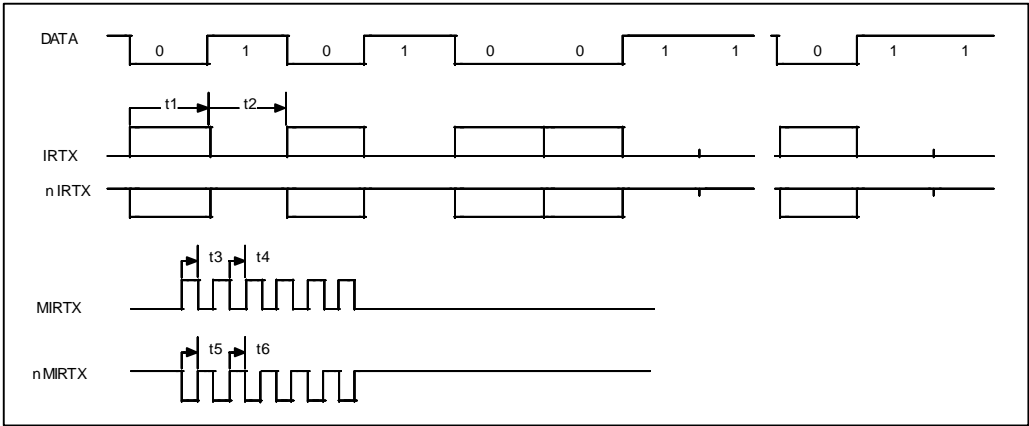 DATA
0 1 0 1 0 0 1 1 0 1 1
t1 t2
IRTX
n IRTX
t3 t4
MIRTX
t5 t6
nMIRTX